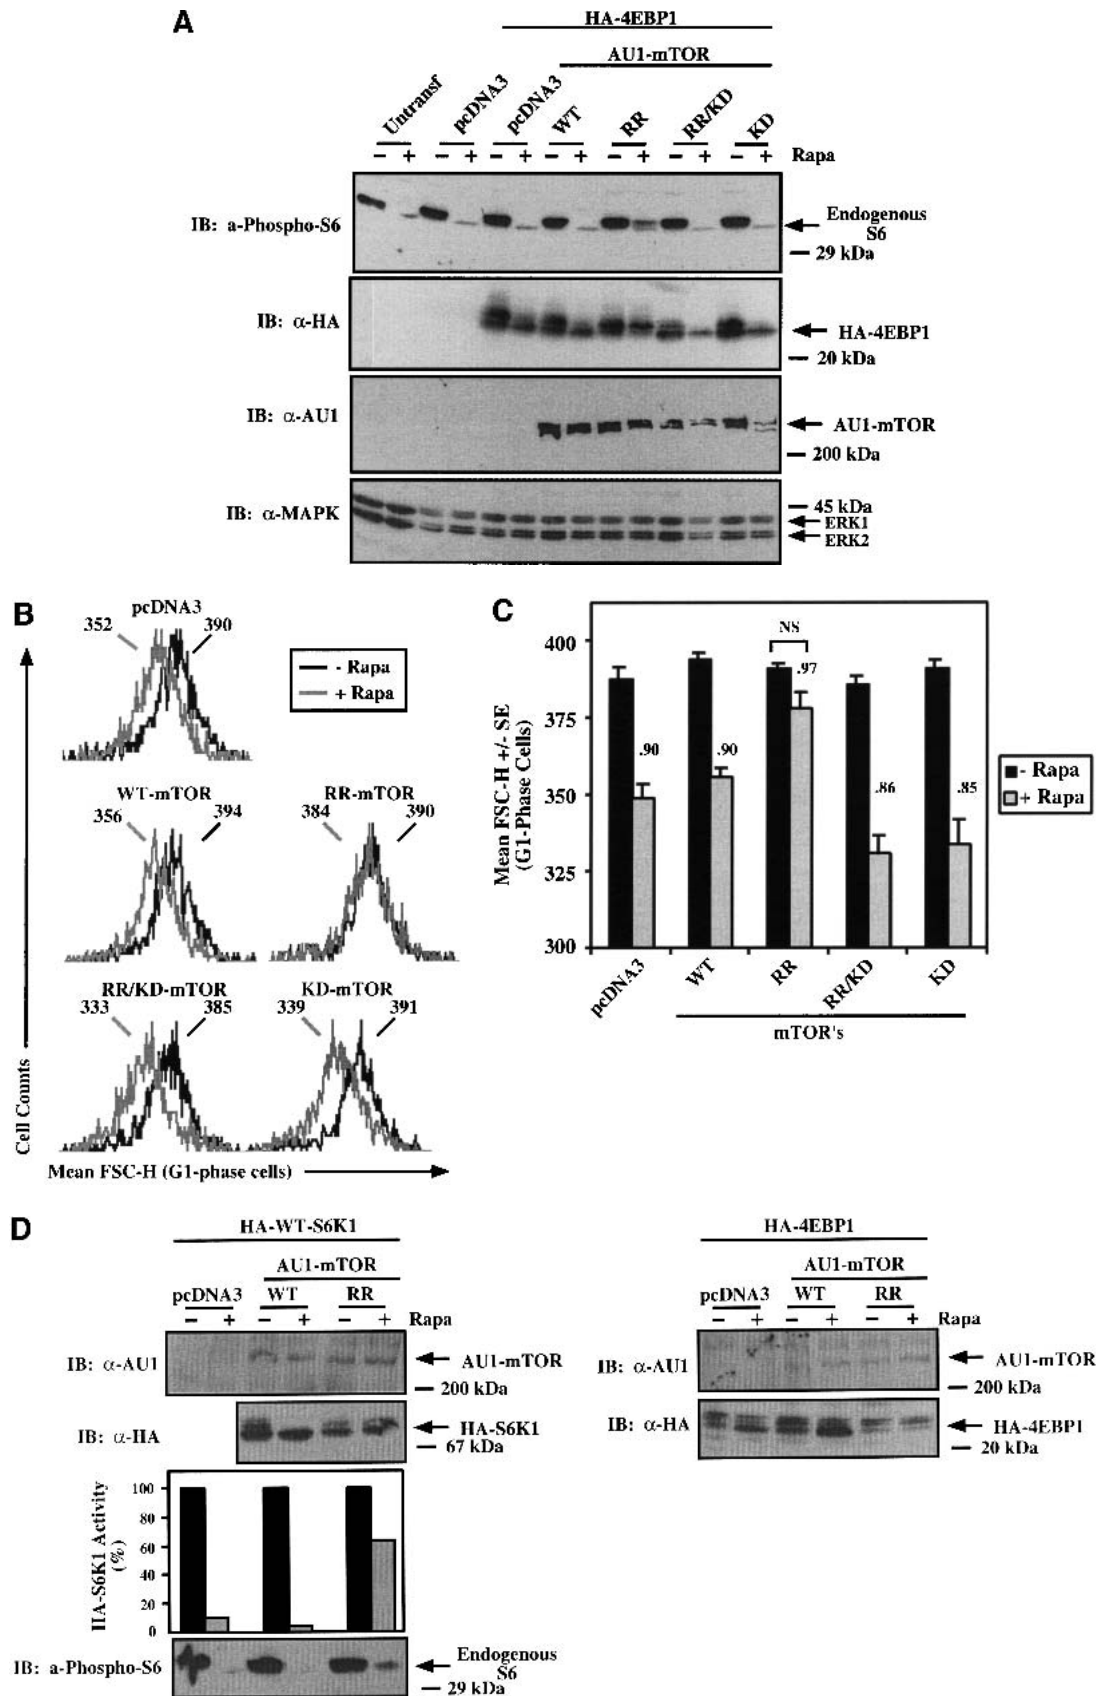 A
HA-4EBP1
AU1-mTOR
Untransf pcDNA3 pcDNA3 WT RR RR/KD KD
− + − + − + − + − + − + − + Rapa
IB: a-Phospho-S6
Endogenous
S6
29 kDa
IB: α-HA
HA-4EBP1
20 kDa
IB: α-AU1
AU1-mTOR
200 kDa
IB: α-MAPK
45 kDa
ERK1
ERK2
B
pcDNA3
352 390
- Rapa
+ Rapa
WT-mTOR
356 394
RR-mTOR
384 390
RR/KD-mTOR
333 385
KD-mTOR
339 391
Cell Counts
Mean FSC-H (G1-phase cells)
C
Mean FSC-H +/- SE
(G1-Phase Cells)
400
375
350
325
300
NS
.90 .90 .97 .86 .85
- Rapa
+ Rapa
pcDNA3 WT RR RR/KD KD
mTOR's
D
HA-WT-S6K1
AU1-mTOR
pcDNA3 WT RR
− + − + − + Rapa
IB: α-AU1
AU1-mTOR
200 kDa
IB: α-HA
HA-S6K1
67 kDa
HA-S6K1 Activity
(%)
100
80
60
40
20
0
IB: a-Phospho-S6
Endogenous
S6
29 kDa
HA-4EBP1
AU1-mTOR
pcDNA3 WT RR
− + − + − + Rapa
IB: α-AU1
AU1-mTOR
200 kDa
IB: α-HA
HA-4EBP1
20 kDa